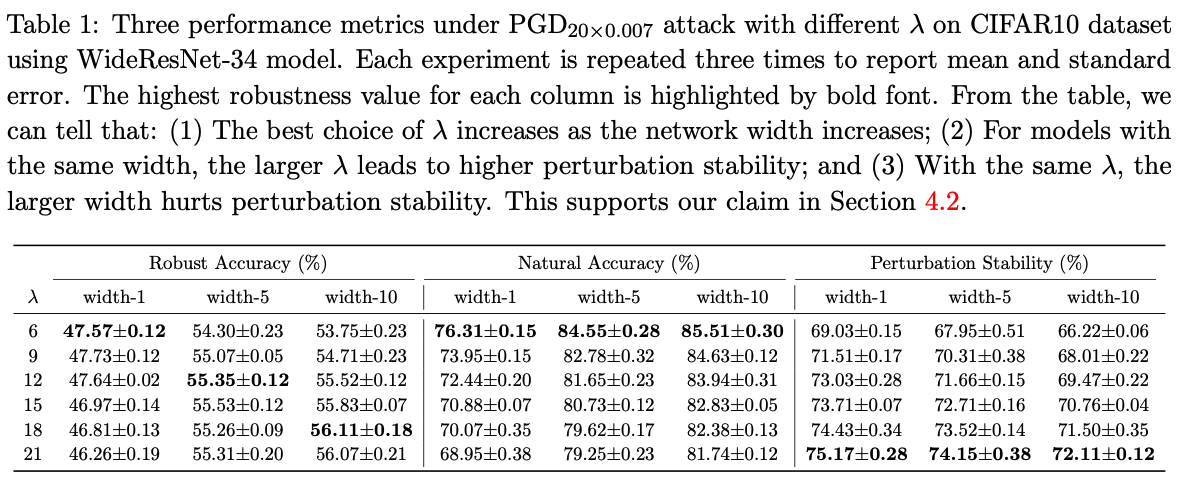 Table 1: Three performance metrics under PGD20×0.007 attack with different λ on CIFAR10 dataset
using WideResNet-34 model. Each experiment is repeated three times to report mean and standard
error. The highest robustness value for each column is highlighted by bold font. From the table, we
can tell that: (1) The best choice of λ increases as the network width increases; (2) For models with
the same width, the larger λ leads to higher perturbation stability; and (3) With the same λ, the
larger width hurts perturbation stability. This supports our claim in Section 4.2.
Robust Accuracy (%) Natural Accuracy (%) Perturbation Stability (%)
λ width-1 width-5 width-10 width-1 width-5 width-10 width-1 width-5 width-10
6 47.57±0.12 54.30±0.23 53.75±0.23 76.31±0.15 84.55±0.28 85.51±0.30 69.03±0.15 67.95±0.51 66.22±0.06
9 47.73±0.12 55.07±0.05 54.71±0.23 73.95±0.15 82.78±0.32 84.63±0.12 71.51±0.17 70.31±0.38 68.01±0.22
12 47.64±0.02 55.35±0.12 55.52±0.12 72.44±0.20 81.65±0.23 83.94±0.31 73.03±0.28 71.66±0.15 69.47±0.22
15 46.97±0.14 55.53±0.12 55.83±0.07 70.88±0.07 80.73±0.12 82.83±0.05 73.71±0.07 72.71±0.16 70.76±0.04
18 46.81±0.13 55.26±0.09 56.11±0.18 70.07±0.35 79.62±0.17 82.38±0.13 74.43±0.34 73.52±0.14 71.50±0.35
21 46.26±0.19 55.31±0.20 56.07±0.21 68.95±0.38 79.25±0.23 81.74±0.12 75.17±0.28 74.15±0.38 72.11±0.12